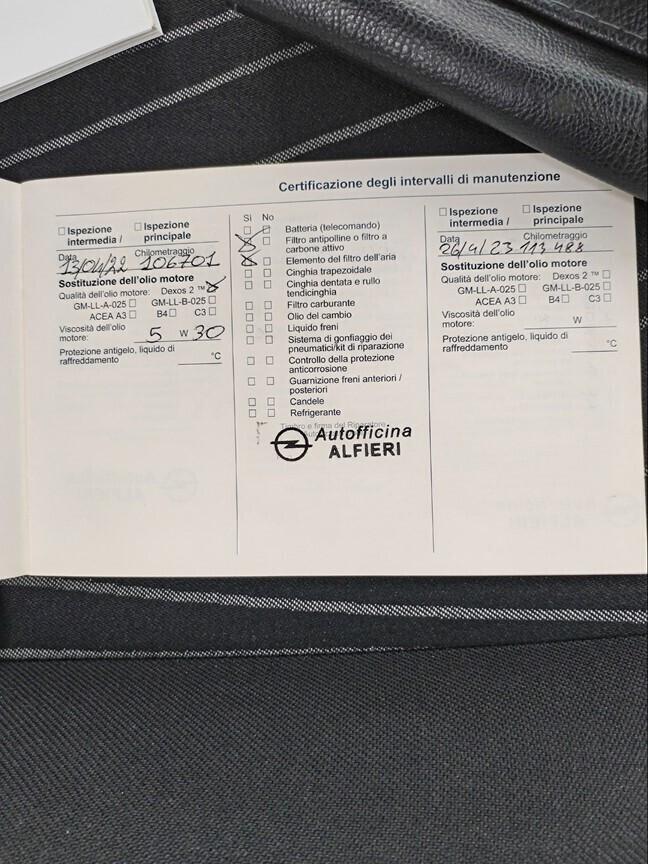 Certificazione degli intervalli di manutenzione
Ispezione intermedia / Ispezione principale
Data Chilometraggio
13/04/22 106701
Sostituzione dell'olio motore
Qualità dell'olio motore: Dexos 2 ™
GM-LL-A-025 GM-LL-B-025
ACEA A3 B4 C3
Viscosità dell'olio
motore: 5 W 30
Protezione antigelo, liquido di
raffreddamento °C
Si No
Batteria (telecomando)
Filtro antipolline o filtro a
carbone attivo
Elemento del filtro dell'aria
Cinghia trapezoidale
Cinghia dentata e rullo
tendicinghia
Filtro carburante
Olio del cambio
Liquido freni
Sistema di gonfiaggio dei
pneumatici/kit di riparazione
Controllo della protezione
anticorrosione
Guarnizione freni anteriori /
posteriori
Candele
Refrigerante
Timbro e firma del Riparatore
Autofficina
ALFIERI
Ispezione intermedia / Ispezione principale
Data Chilometraggio
26/4/23 113488
Sostituzione dell'olio motore
Qualità dell'olio motore: Dexos 2 ™
GM-LL-A-025 GM-LL-B-025
ACEA A3 B4 C3
Viscosità dell'olio
motore: W
Protezione antigelo, liquido di
raffreddamento °C